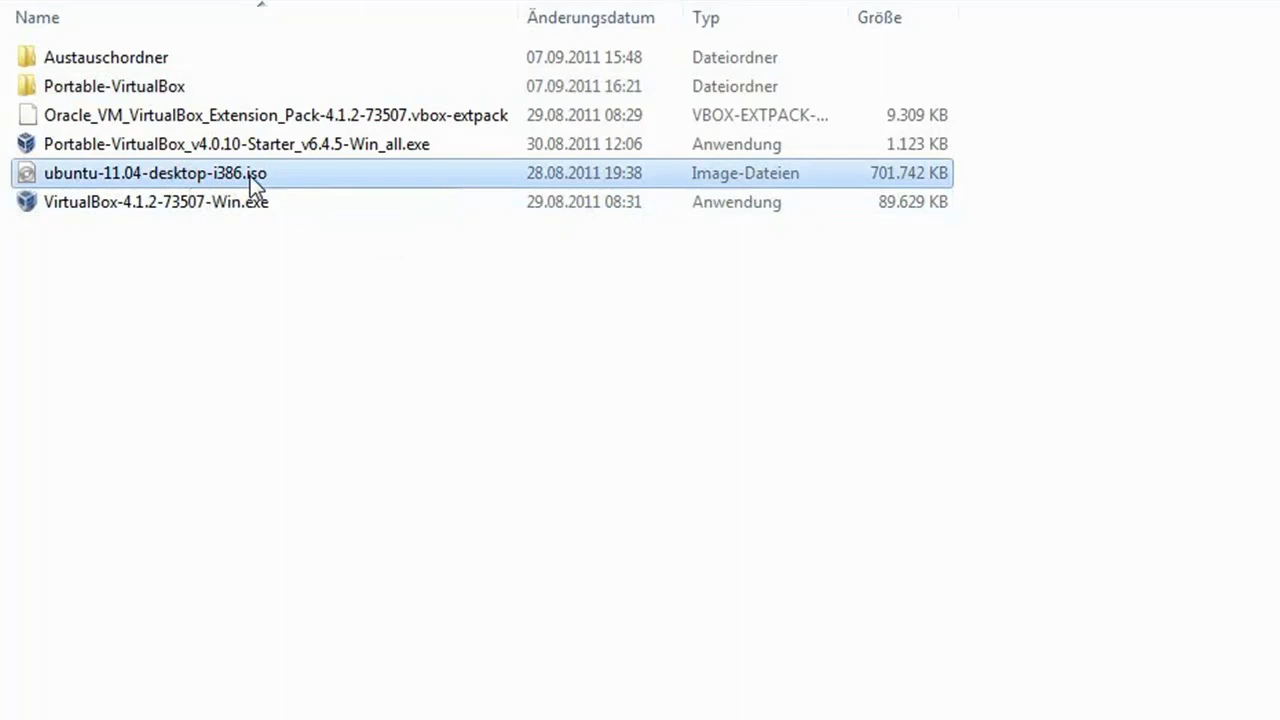 Name Änderungsdatum Typ Größe
Austauschordner 07.09.2011 15:48 Dateiordner
Portable-VirtualBox 07.09.2011 16:21 Dateiordner
Oracle_VM_VirtualBox_Extension_Pack-4.1.2-73507.vbox-extpack 29.08.2011 08:29 VBOX-EXTPACK-... 9.309 KB
Portable-VirtualBox_v4.0.10-Starter_v6.4.5-Win_all.exe 30.08.2011 12:06 Anwendung 1.123 KB
ubuntu-11.04-desktop-i386.iso 28.08.2011 19:38 Image-Dateien 701.742 KB
VirtualBox-4.1.2-73507-Win.exe 29.08.2011 08:31 Anwendung 89.629 KB